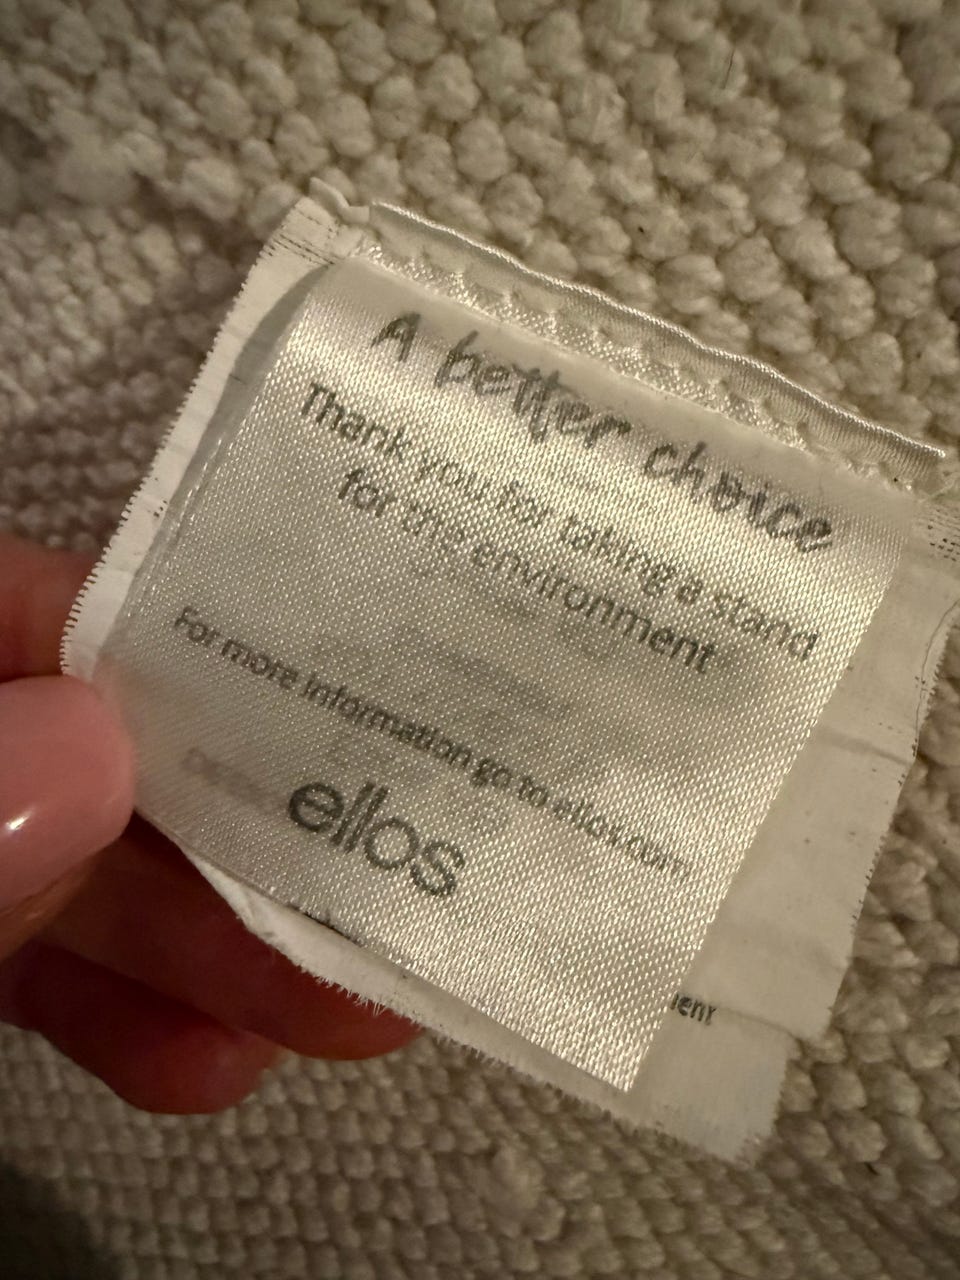 A better choice
Thank you for taking a stand
for the environment
For more information go to ellos.com
ellos